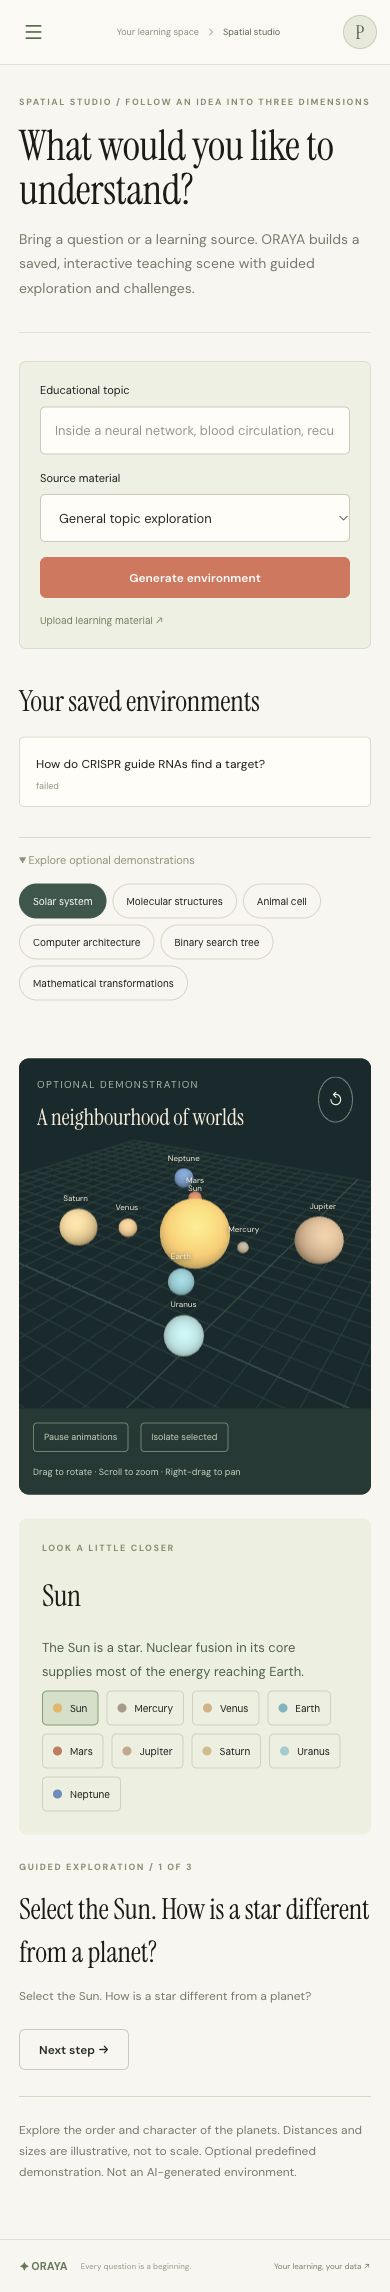 Your learning space > Spatial studio P
SPATIAL STUDIO / FOLLOW AN IDEA INTO THREE DIMENSIONS
What would you like to
understand?
Bring a question or a learning source. ORAYA builds a
saved, interactive teaching scene with guided
exploration and challenges.
Educational topic
Inside a neural network, blood circulation, recu
Source material
General topic exploration
Generate environment
Upload learning material ↗
Your saved environments
How do CRISPR guide RNAs find a target?
failed
▼ Explore optional demonstrations
Solar system Molecular structures Animal cell
Computer architecture Binary search tree
Mathematical transformations
OPTIONAL DEMONSTRATION
A neighbourhood of worlds
Neptune
Mars
Sun
Saturn
Venus
Jupiter
Mercury
Earth
Uranus
Pause animations Isolate selected
Drag to rotate · Scroll to zoom · Right-drag to pan
LOOK A LITTLE CLOSER
Sun
The Sun is a star. Nuclear fusion in its core
supplies most of the energy reaching Earth.
Sun Mercury Venus Earth
Mars Jupiter Saturn Uranus
Neptune
GUIDED EXPLORATION / 1 OF 3
Select the Sun. How is a star different
from a planet?
Select the Sun. How is a star different from a planet?
Next step →
Explore the order and character of the planets. Distances and
sizes are illustrative, not to scale. Optional predefined
demonstration. Not an AI-generated environment.
✦ ORAYA Every question is a beginning. Your learning, your data ↗